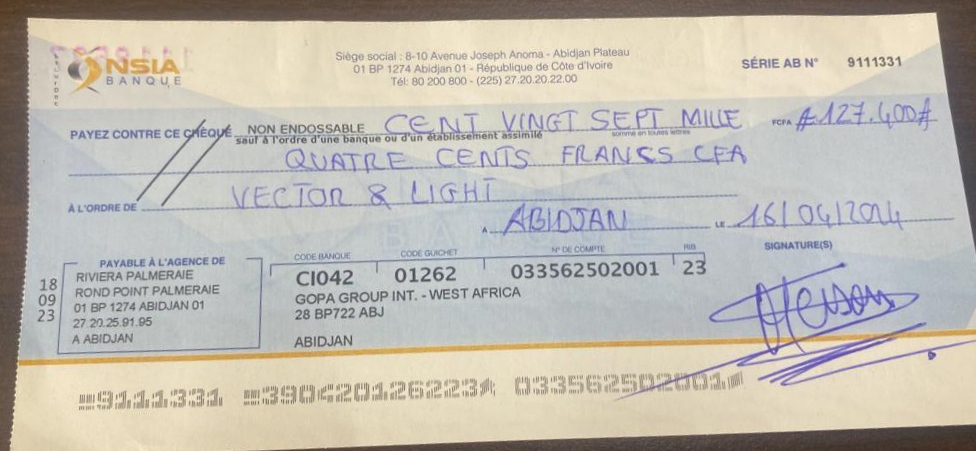 NSIA
BANQUE
Siège social : 8-10 Avenue Joseph Anoma - Abidjan Plateau
01 BP 1274 Abidjan 01 - République de Côte d'Ivoire
Tél: 80 200 800 - (225) 27.20.20.22.00
SÉRIE AB N° 9111331
PAYEZ CONTRE CE CHÈQUE NON ENDOSSABLE CENT VINGT SEPT MILLE FCFA #127.400#
sauf à l'ordre d'une banque ou d'un établissement assimilé somme en toutes lettres
QUATRE CENTS FRANCS CFA
À L'ORDRE DE VECTOR & LIGHT
A ABIDJAN LE 16/04/2024
SIGNATURE(S)
PAYABLE À L'AGENCE DE
RIVIERA PALMERAIE
ROND POINT PALMERAIE
01 BP 1274 ABIDJAN 01
27.20.25.91.95
A ABIDJAN
18
09
23
CODE BANQUE CODE GUICHET N° DE COMPTE RIB
CI042 01262 033562502001 23
GOPA GROUP INT. - WEST AFRICA
28 BP722 ABJ
ABIDJAN
9111331 390420126223 033562502001